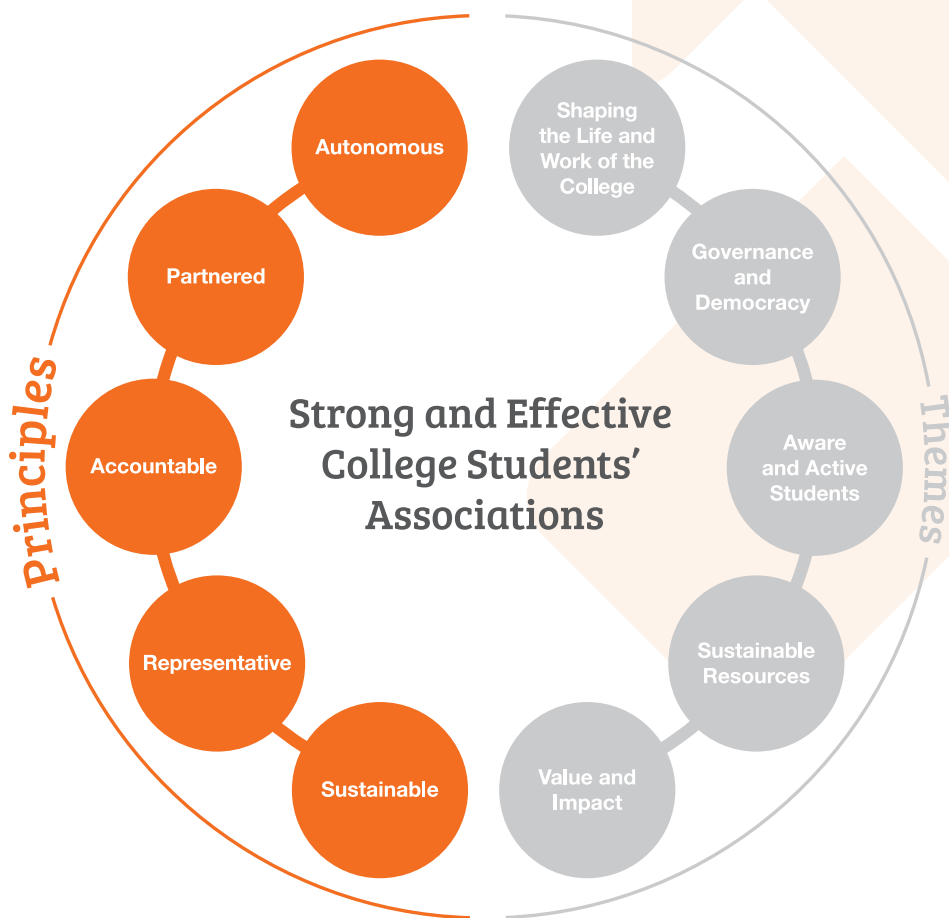 Principles
Autonomous
Partnered
Accountable
Representative
Sustainable
Strong and Effective
College Students’
Associations
Shaping
the Life and
Work of the
College
Governance
and
Democracy
Aware
and Active
Students
Sustainable
Resources
Value and
Impact
Themes